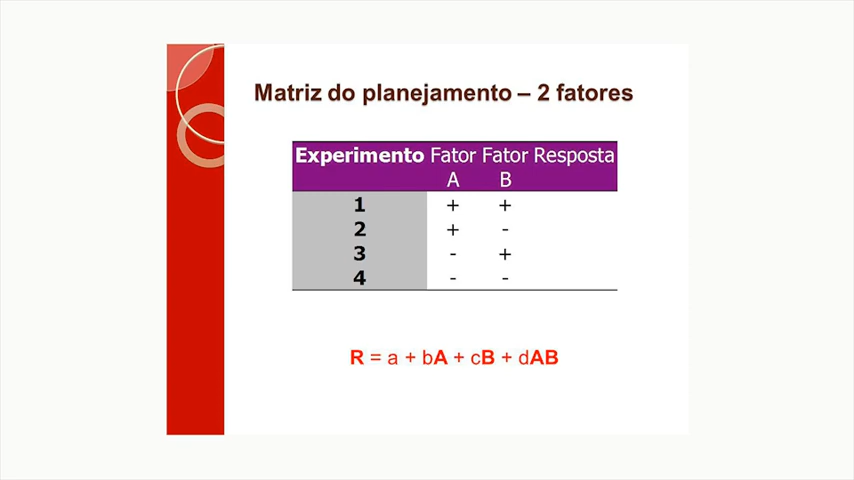 Matriz do planejamento – 2 fatores
Experimento Fator Fator Resposta
A B
1 + +
2 + -
3 - +
4 - -
R = a + bA + cB + dAB